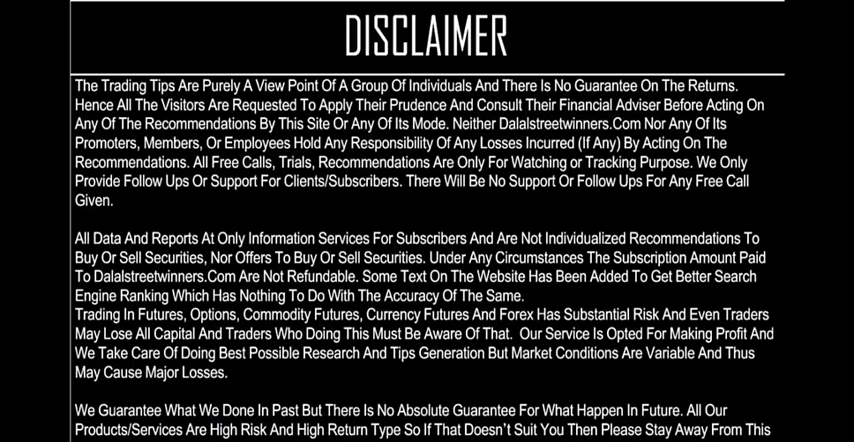 DISCLAIMER
The Trading Tips Are Purely A View Point Of A Group Of Individuals And There Is No Guarantee On The Returns.
Hence All The Visitors Are Requested To Apply Their Prudence And Consult Their Financial Adviser Before Acting On
Any Of The Recommendations By This Site Or Any Of Its Mode. Neither Dalalstreetwinners.Com Nor Any Of Its
Promoters, Members, Or Employees Hold Any Responsibility Of Any Losses Incurred (If Any) By Acting On The
Recommendations. All Free Calls, Trials, Recommendations Are Only For Watching or Tracking Purpose. We Only
Provide Follow Ups Or Support For Clients/Subscribers. There Will Be No Support Or Follow Ups For Any Free Call
Given.
All Data And Reports At Only Information Services For Subscribers And Are Not Individualized Recommendations To
Buy Or Sell Securities, Nor Offers To Buy Or Sell Securities. Under Any Circumstances The Subscription Amount Paid
To Dalalstreetwinners.Com Are Not Refundable. Some Text On The Website Has Been Added To Get Better Search
Engine Ranking Which Has Nothing To Do With The Accuracy Of The Same.
Trading In Futures, Options, Commodity Futures, Currency Futures And Forex Has Substantial Risk And Even Traders
May Lose All Capital And Traders Who Doing This Must Be Aware Of That. Our Service Is Opted For Making Profit And
We Take Care Of Doing Best Possible Research And Tips Generation But Market Conditions Are Variable And Thus
May Cause Major Losses.
We Guarantee What We Done In Past But There Is No Absolute Guarantee For What Happen In Future. All Our
Products/Services Are High Risk And High Return Type So If That Doesn't Suit You Then Please Stay Away From This